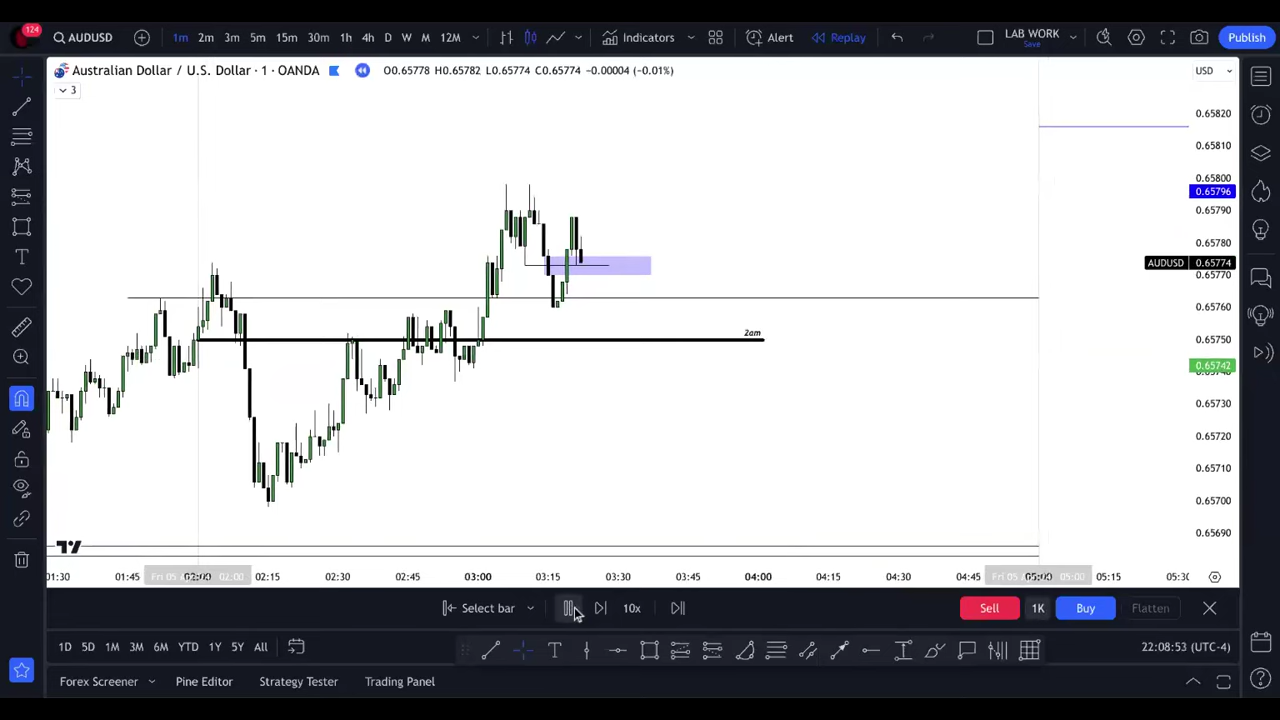 124
AUDUSD
1m 2m 3m 5m 15m 30m 1h 4h D W M 12M
Indicators
Alert
Replay
LAB WORK
Save
Publish
Australian Dollar / U.S. Dollar · 1 · OANDA
O0.65778 H0.65782 L0.65774 C0.65774 -0.00004 (-0.01%)
USD
3
0.65820
0.65810
0.65800
0.65796
0.65790
0.65780
AUDUSD 0.65774
0.65770
0.65760
2am
0.65750
0.65742
0.65730
0.65720
0.65710
0.65700
0.65690
01:30 01:45 02:00 02:15 02:30 02:45 03:00 03:15 03:30 03:45 04:00 04:15 04:30 04:45 05:00 05:15 05:30
Select bar
10x
Sell
1K
Buy
Flatten
1D 5D 1M 3M 6M YTD 1Y 5Y All
22:08:53 (UTC-4)
Forex Screener
Pine Editor
Strategy Tester
Trading Panel